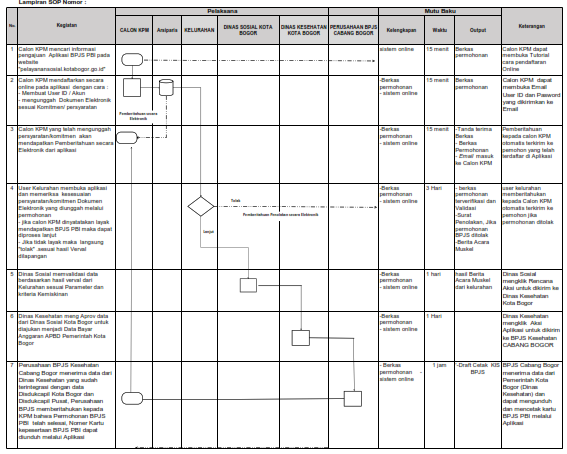 Lampiran SOP Nomor :
No.
Kegiatan
Pelaksana
Mutu Baku
Keterangan
CALON KPM
Arsiparis
KELURAHAN
DINAS SOSIAL KOTA
BOGOR
DINAS KESEHATAN
KOTA BOGOR
PERUSAHAAN BPJS
CABANG BOGOR
Kelengkapan
Waktu
Output
1
Calon KPM mencari informasi
pengajuan Aplikasi BPJS PBI pada
website
"pelayanansosial.kotabogor.go.id"
sistem online
15 menit
Berkas
permohonan
Calon KPM dapat
membuka Tutorial
cara pendaftaran
Online
2
Calon KPM mendaftarkan secara
online pada aplikasi dengan cara :
- Membuat User ID / Akun
- mengunggah Dokumen Elektronik
sesuai Komitmen/ persyaratan
Pemberitahuan secara
Elektronik
-Berkas
permohonan
- sistem online
15 menit
Berkas
permohonan
Calon KPM dapat
membuka Email
User ID dan Pasword
yang dikirimkan ke
Email
3
Calon KPM yang telah mengunggah
persyaratan/komitmen akan
mendapatkan Pemberitahuan secara
Elektronik dari aplikasi
-Berkas
permohonan
- sistem online
15 menit
-Tanda terima
Berkas
- Berkas
Permohonan
- Email masuk
ke Calon KPM
Pemberitahuan
kepada calon KPM
otomatis terkirim ke
pemohon yang telah
terdaftar di Aplikasi
4
User Kelurahan membuka aplikasi
dan memeriksa kesesuaian
persyaratan/komitmen Dokumen
Elektronik yang diunggah melalui
permohonan
- jika calon KPM dinyatakan layak
mendapatkan BPJS PBI maka dapat
diproses lanjut
- Jika tidak layak maka langsung
"tolak" sesuai hasil Verval
dilapangan
Tolak
Pemberitahuan Penolakan secara Elektronik
lanjut
-Berkas
permohonan
- sistem online
3 Hari
- berkas
permohonan
terverifikasi dan
Validasi
-Surat
Penolakan, Jika
permohonan
BPJS ditolak
-Berita Acara
Muskel
user kelurahan
memberitahukan
kepada Calon KPM
otomatis terkirim ke
pemohon jika
permohonan ditolak
5
Dinas Sosial memvalidasi data
berdasarkan hasil verval dari
Kelurahan sesuai Parameter dan
kriteria Kemiskinan
-Berkas
permohonan
- sistem online
1 hari
hasil Berita
Acara Muskel
dari kelurahan
Dinas Sosial
mengklik Rencana
Aksi untuk dikirim ke
Dinas Kesehatan
Kota Bogor
6
Dinas Kesehatan meng Aprov data
dari Dinas Sosial Kota Bogor untuk
diajukan menjadi Data Bayar
Anggaran APBD Pemerintah Kota
Bogor
-Berkas
permohonan
- sistem online
1 Hari
Dinas Kesehatan
mengklik Aksi
Aplikasi untuk dikirim
ke BPJS Kesehatan
CABANG BOGOR
7
Perusahaan BPJS Kesehatan
Cabang Bogor menerima data dari
Dinas Kesehatan yang sudah
terintegrasi dengan data
Disdukcapil Kota Bogor dan
Disdukcapil Pusat, Perusahaan
BPJS memberitahukan kepada
KPM bahwa Permohonan BPJS
PBI telah selesai, Nomer Kartu
kepesertaan BPJS PBI dapat
diunduh melalui Aplikasi
- Berkas
permohonan -
sistem online
1 jam
'-Draft Cetak KIS
BPJS
BPJS Cabang Bogor
menerima data dari
Pemerintah Kota
Bogor (Dinas
Kesehatan) dan
dapat mengunduh
dan mencetak kartu
BPJS PBI melalui
Aplikasi